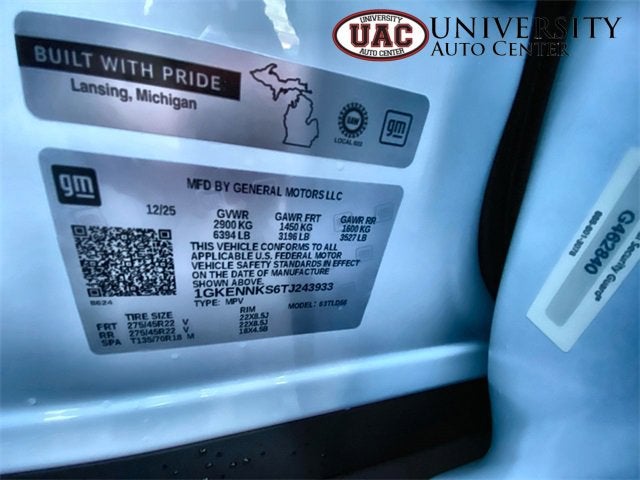 UNIVERSITY
UAC
AUTO CENTER
UNIVERSITY
AUTO CENTER
BUILT WITH PRIDE
Lansing, Michigan
LOCAL 602
gm
gm
MFD BY GENERAL MOTORS LLC
12/25 GVWR GAWR FRT GAWR RR
2900 KG 1450 KG 1600 KG
6394 LB 3196 LB 3527 LB
THIS VEHICLE CONFORMS TO ALL
APPLICABLE U.S. FEDERAL MOTOR
VEHICLE SAFETY STANDARDS IN EFFECT
ON THE DATE OF MANUFACTURE
SHOWN ABOVE.
1GKENNKS6TJ243933
TYPE: MPV MODEL:
B624
TIRE SIZE RIM
FRT 275/45R22 V 22X8.5J
RR 275/45R22 V 22X8.5J
SPA T135/70R18 M 18X4.5B
G462840
Security Guard